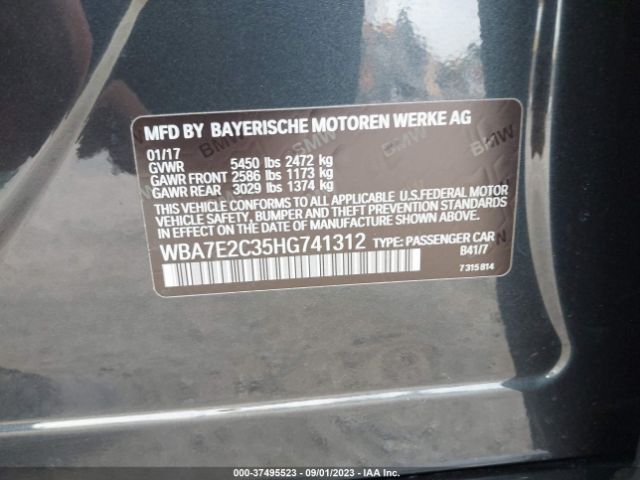 MFD BY BAYERISCHE MOTOREN WERKE AG
01/17
GVWR 5450 lbs 2472 kg
GAWR FRONT 2586 lbs 1173 kg
GAWR REAR 3029 lbs 1374 kg
THIS VEHICLE CONFORMS TO ALL APPLICABLE U.S.FEDERAL MOTOR
VEHICLE SAFETY, BUMPER AND THEFT PREVENTION STANDARDS
IN EFFECT ON THE DATE OF MANUFACTURE SHOWN ABOVE.
WBA7E2C35HG741312 TYPE: PASSENGER CAR
B41/7
7315814
000-37495523 - 09/01/2023 - IAA Inc.